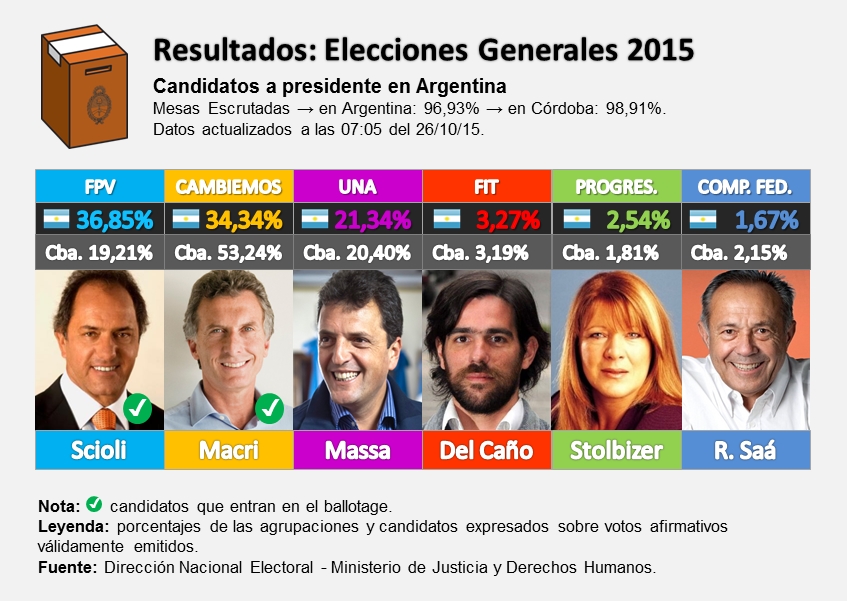 Resultados: Elecciones Generales 2015
Candidatos a presidente en Argentina
Mesas Escrutadas → en Argentina: 96,93% → en Córdoba: 98,91%.
Datos actualizados a las 07:05 del 26/10/15.
FPV CAMBIEMOS UNA FIT PROGRES. COMP. FED.
36,85% 34,34% 21,34% 3,27% 2,54% 1,67%
Cba. 19,21% Cba. 53,24% Cba. 20,40% Cba. 3,19% Cba. 1,81% Cba. 2,15%
Scioli Macri Massa Del Caño Stolbizer R. Saá
Nota: candidatos que entran en el ballotage.
Leyenda: porcentajes de las agrupaciones y candidatos expresados sobre votos afirmativos
válidamente emitidos.
Fuente: Dirección Nacional Electoral - Ministerio de Justicia y Derechos Humanos.